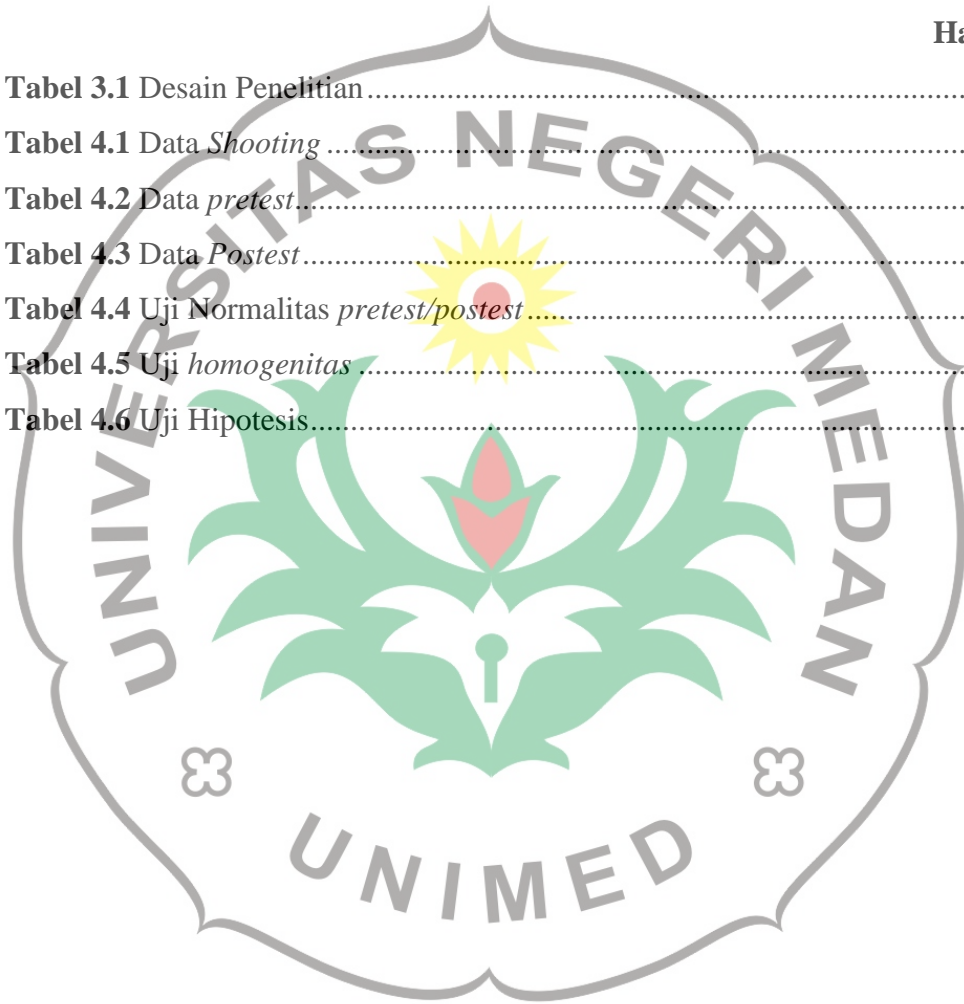 Ha
Tabel 3.1 Desain Penelitian ........................................................................
Tabel 4.1 Data Shooting ........................................................................
Tabel 4.2 Data pretest ........................................................................
Tabel 4.3 Data Postest ........................................................................
Tabel 4.4 Uji Normalitas pretest/postest ........................................................................
Tabel 4.5 Uji homogenitas ........................................................................
Tabel 4.6 Uji Hipotesis ........................................................................
UNIVERSITAS NEGERI MEDAN
UNIMED